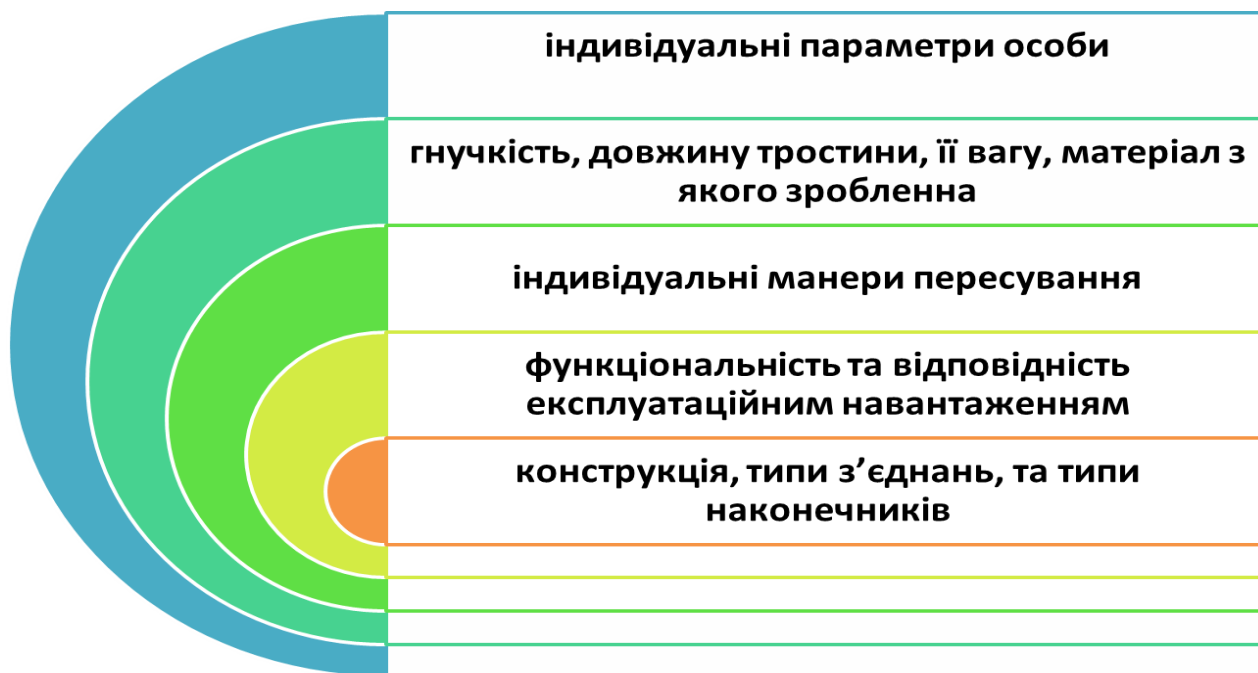 індивідуальні параметри особи
гнучкість, довжину тростини, її вагу, матеріал з
якого зробленна
індивідуальні манери пересування
функціональність та відповідність
експлуатаційним навантаженням
конструкція, типи з’єднань, та типи
наконечників